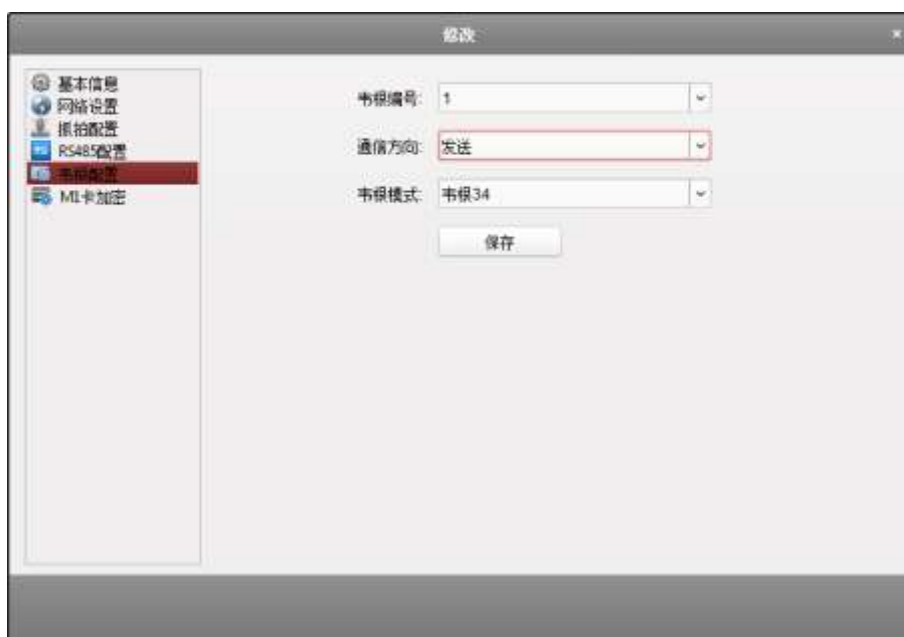 修改
基本信息
网络设置
抓拍配置
RS485配置
韦根配置
M1卡加密
韦根编号: 1
通信方向: 发送
韦根模式: 韦根34
保存